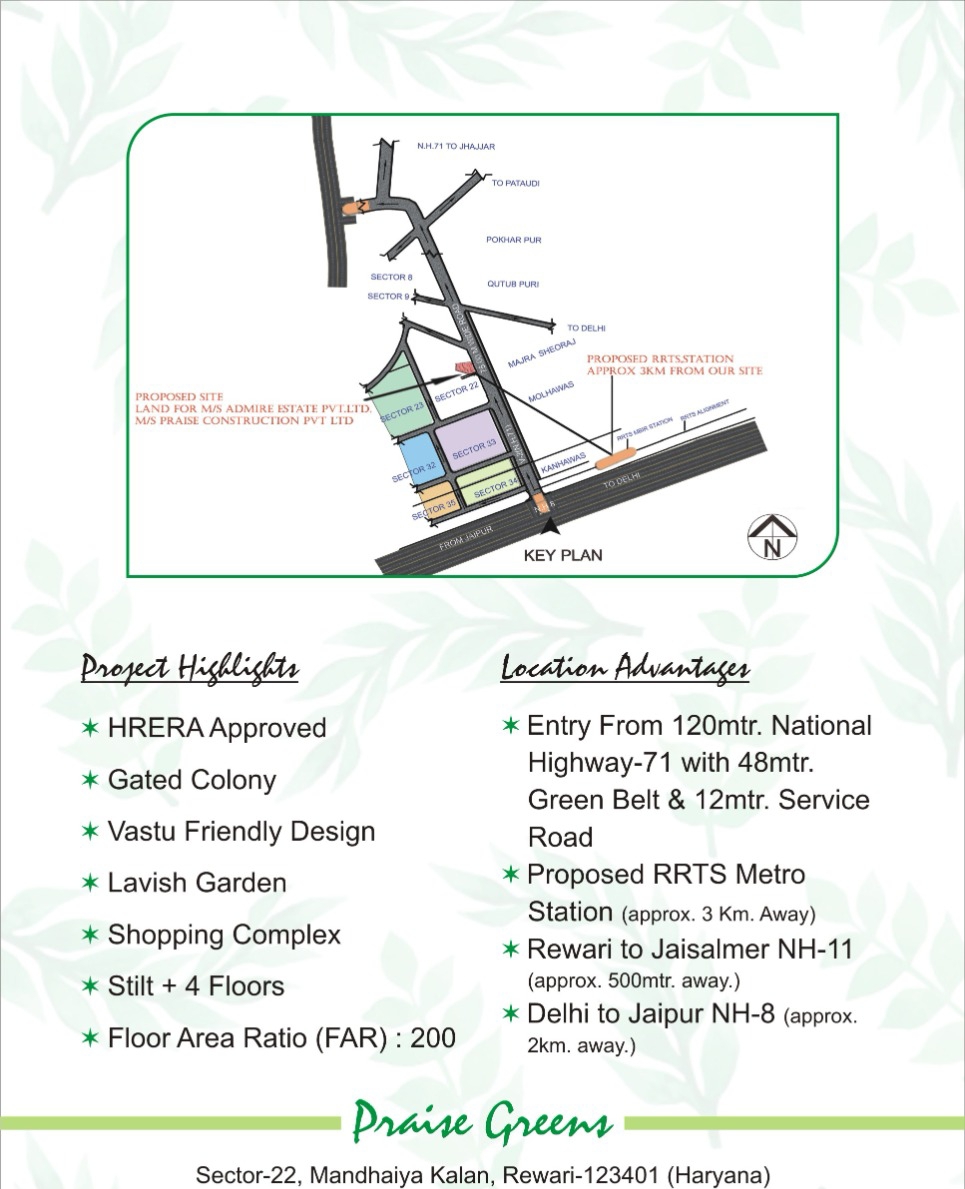 N.H.71 TO JHAJJAR
TO PATAUDI
POKHAR PUR
SECTOR 8
QUTUB PURI
SECTOR 9
TO DELHI
MAJRA SHEORAJ
PROPOSED RRTS,STATION
APPROX 3KM FROM OUR SITE
MOLHAWAS
PROPOSED SITE
LAND FOR M/S ADMIRE ESTATE PVT.LTD.
M/S PRAISE CONSTRUCTION PVT LTD
SECTOR 22
SECTOR 23
RRTS ALIGNMENT
RRTS MBIR STATION
SECTOR 33
KANHAWAS
SECTOR 32
TO DELHI
SECTOR 34
SECTOR 35
FROM JAIPUR
KEY PLAN
N
Project Highlights
✶ HRERA Approved
✶ Gated Colony
✶ Vastu Friendly Design
✶ Lavish Garden
✶ Shopping Complex
✶ Stilt + 4 Floors
✶ Floor Area Ratio (FAR) : 200
Location Advantages
✶ Entry From 120mtr. National
Highway-71 with 48mtr.
Green Belt & 12mtr. Service
Road
✶ Proposed RRTS Metro
Station (approx. 3 Km. Away)
✶ Rewari to Jaisalmer NH-11
(approx. 500mtr. away.)
✶ Delhi to Jaipur NH-8 (approx.
2km. away.)
Praise Greens
Sector-22, Mandhaiya Kalan, Rewari-123401 (Haryana)